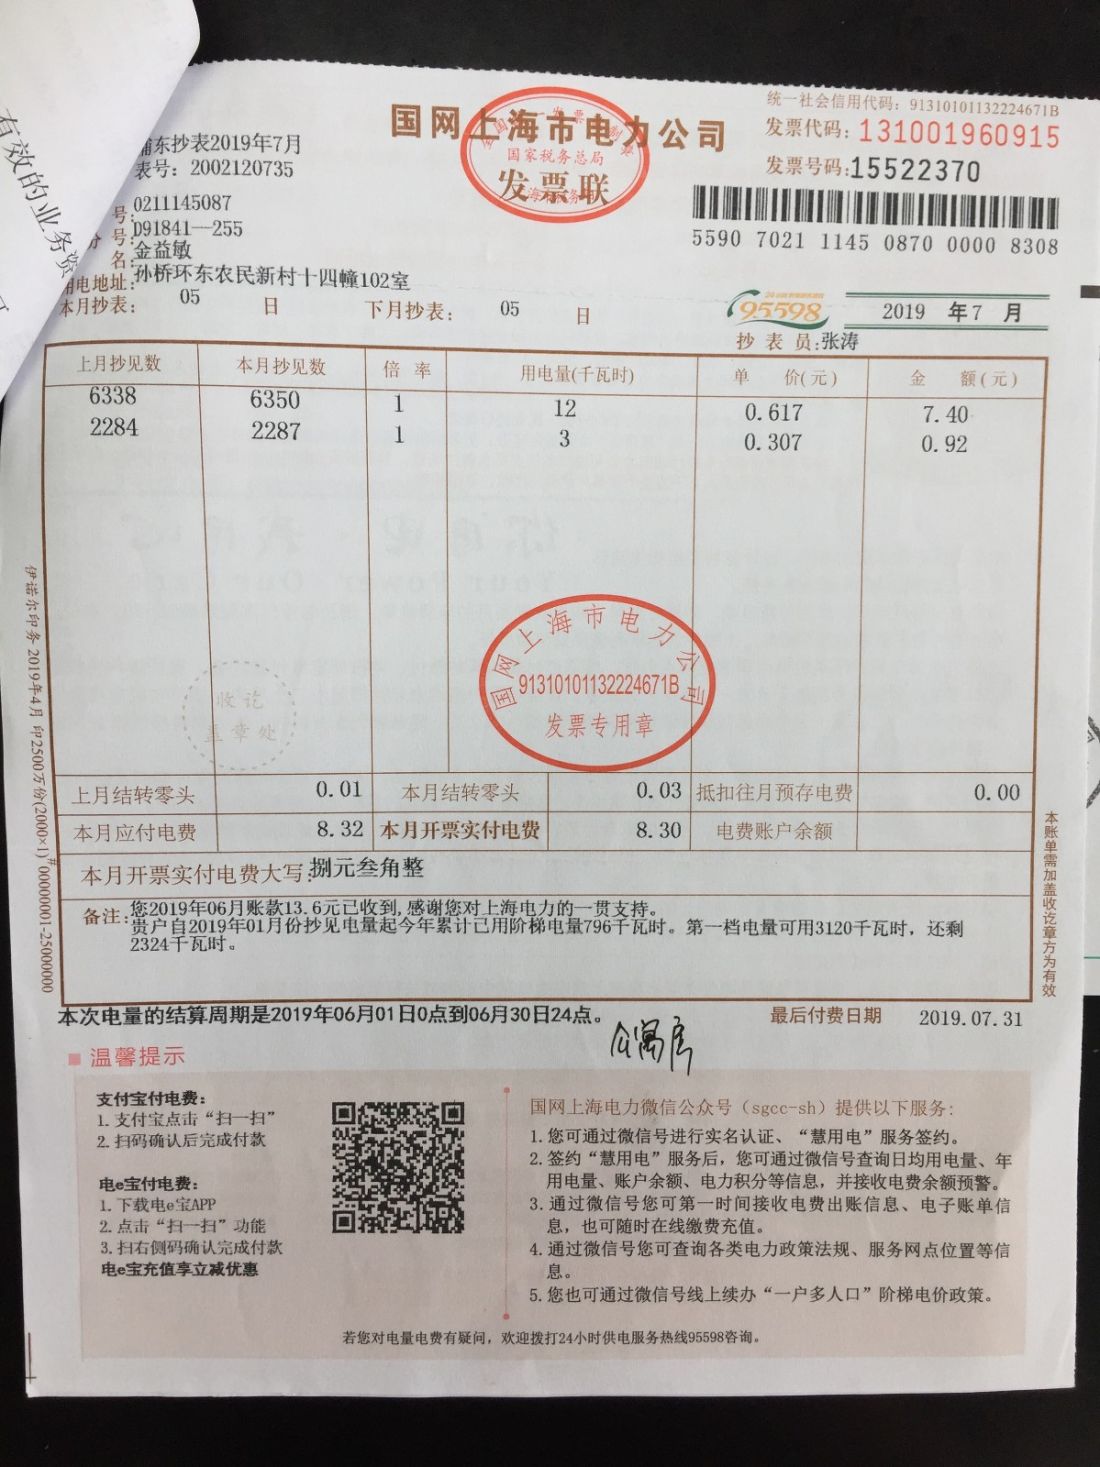 有效的业务资
国网上海市电力公司
国家税务总局
发票联
统一社会信用代码：91310101132224671B
发票代码：131001960915
发票号码：15522370
5590 7021 1145 0870 0000 8308
浦东抄表2019年7月
表号：2002120735
号：0211145087
号：D91841--255
名：金益敏
用电地址：孙桥环东农民新村十四幢102室
本月抄表： 05 日 下月抄表： 05 日
95598
2019 年 7 月
抄 表 员：张涛
上月抄见数 本月抄见数 倍 率 用电量(千瓦时) 单 价(元) 金 额(元)
6338 6350 1 12 0.617 7.40
2284 2287 1 3 0.307 0.92
国网上海市电力公司
91310101132224671B
发票专用章
收讫
盖章处
上月结转零头 0.01 本月结转零头 0.03 抵扣往月预存电费 0.00
本月应付电费 8.32 本月开票实付电费 8.30 电费账户余额
本月开票实付电费大写：捌元叁角整
备注：您2019年06月账款13.6元已收到,感谢您对上海电力的一贯支持。
贵户自2019年01月份抄见电量起今年累计已用阶梯电量796千瓦时。第一档电量可用3120千瓦时，还剩
2324千瓦时。
伊诺尔印务 2019年4月 印2500万份(2000×1)#00000001-25000000
本账单需加盖收讫章方为有效
本次电量的结算周期是2019年06月01日0点到06月30日24点。
最后付费日期 2019.07.31
公寓房
温馨提示
支付宝付电费：
1. 支付宝点击“扫一扫”
2. 扫码确认后完成付款
电e宝付电费：
1. 下载电e宝APP
2. 点击“扫一扫”功能
3. 扫右侧码确认完成付款
电e宝充值享立减优惠
国网上海电力微信公众号（sgcc-sh）提供以下服务:
1. 您可通过微信号进行实名认证、“慧用电”服务签约。
2. 签约“慧用电”服务后，您可通过微信号查询日均用电量、年
用电量、账户余额、电力积分等信息，并接收电费余额预警。
3. 通过微信号您可第一时间接收电费出账信息、电子账单信
息，也可随时在线缴费充值。
4. 通过微信号您可查询各类电力政策法规、服务网点位置等信
息。
5. 您也可通过微信号线上续办“一户多人口”阶梯电价政策。
若您对电量电费有疑问，欢迎拨打24小时供电服务热线95598咨询。